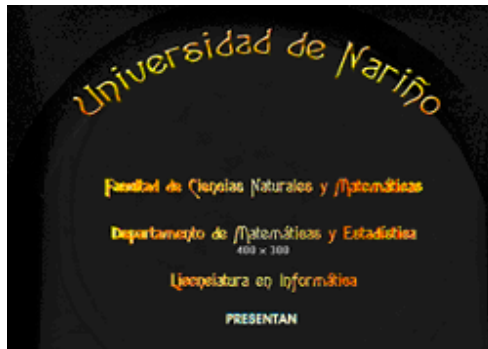 Universidad de Nariño
Facultad de Ciencias Naturales y Matemáticas
Departamento de Matemáticas y Estadística
400 x 300
Licenciatura en Informática
PRESENTAN